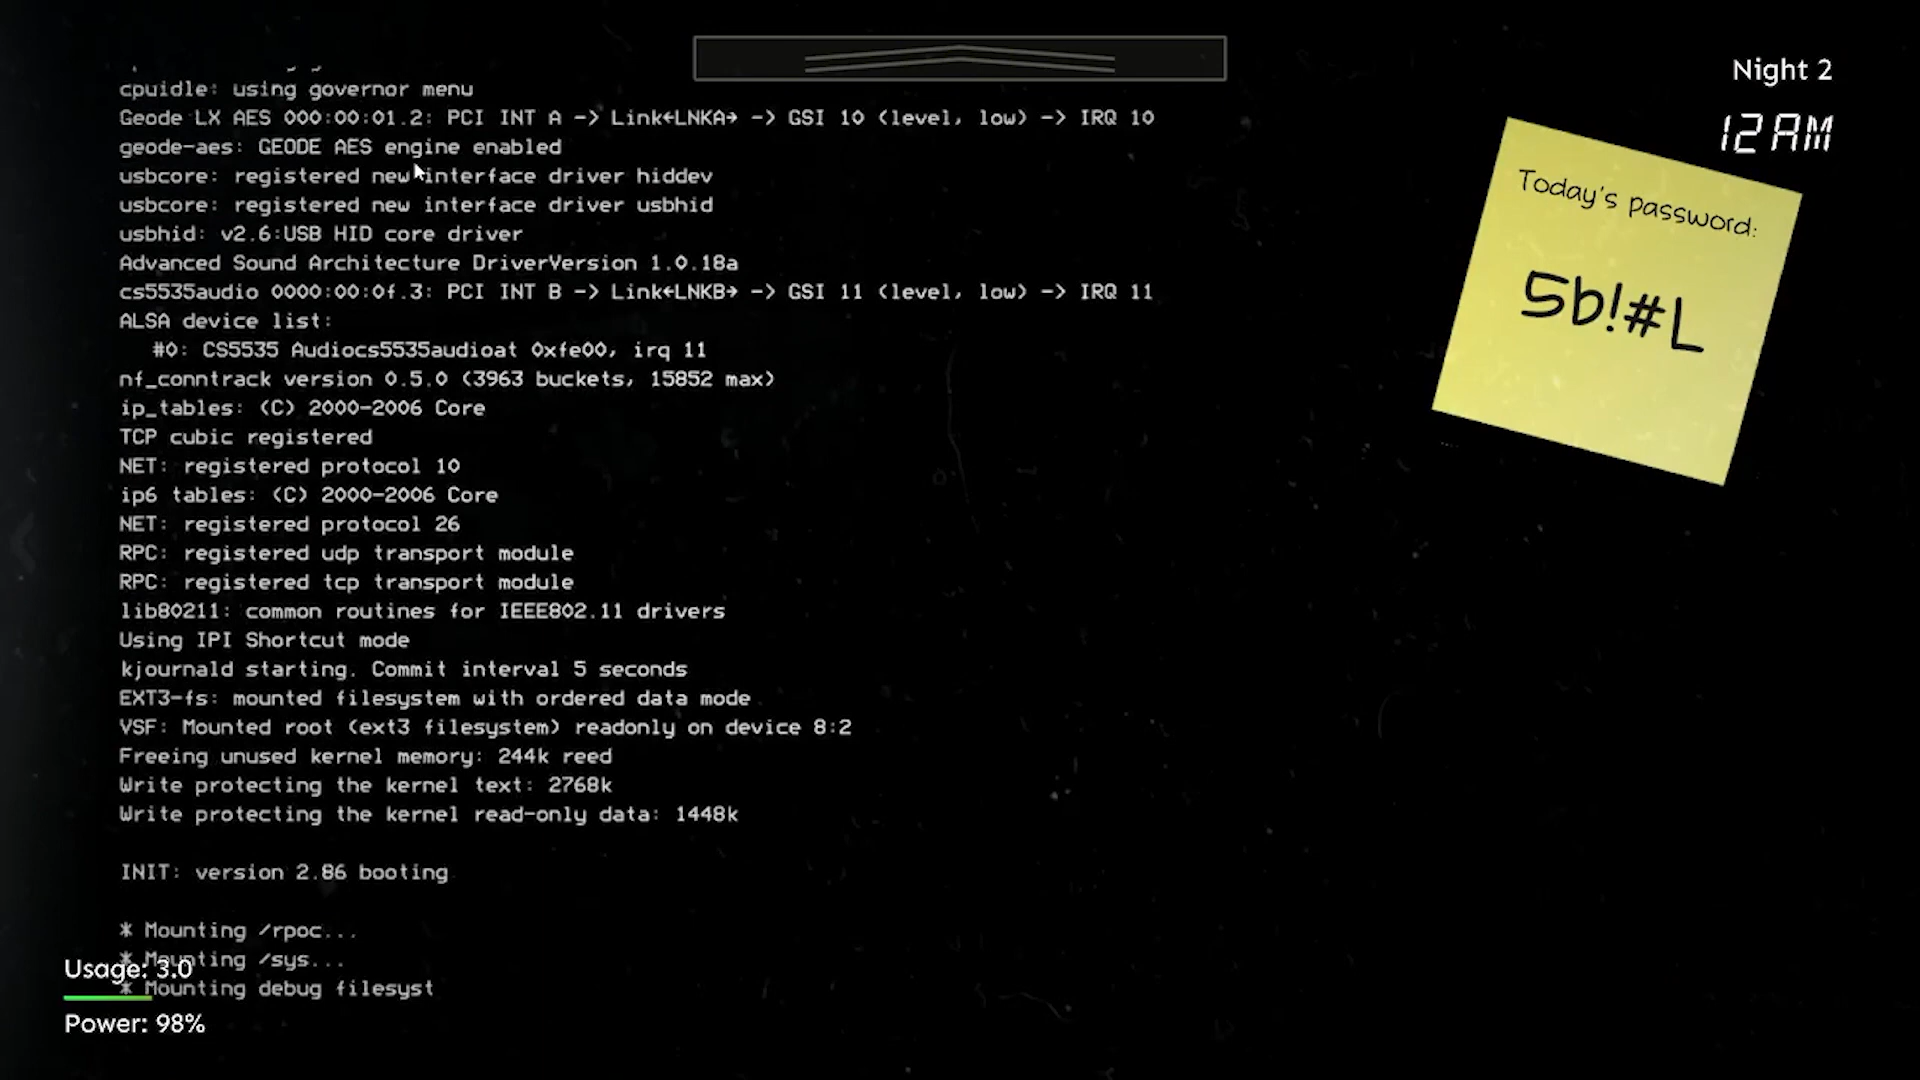 cpuidle: using governor menu
Geode LX AES 000:00:01.2: PCI INT A -> Link←LNKA→ -> GSI 10 (level, low) -> IRQ 10
geode-aes: GEODE AES engine enabled
usbcore: registered new interface driver hiddev
usbcore: registered new interface driver usbhid
usbhid: v2.6:USB HID core driver
Advanced Sound Architecture DriverVersion 1.0.18a
cs5535audio 0000:00:0f.3: PCI INT B -> Link←LNKB→ -> GSI 11 (level, low) -> IRQ 11
ALSA device list:
#0: CS5535 Audiocs5535audioat 0xfe00, irq 11
nf_conntrack version 0.5.0 (3963 buckets, 15852 max)
ip_tables: (C) 2000-2006 Core
TCP cubic registered
NET: registered protocol 10
ip6 tables: (C) 2000-2006 Core
NET: registered protocol 26
RPC: registered udp transport module
RPC: registered tcp transport module
lib80211: common routines for IEEE802.11 drivers
Using IPI Shortcut mode
kjournald starting. Commit interval 5 seconds
EXT3-fs: mounted filesystem with ordered data mode
VSF: Mounted root (ext3 filesystem) readonly on device 8:2
Freeing unused kernel memory: 244k reed
Write protecting the kernel text: 2768k
Write protecting the kernel read-only data: 1448k
INIT: version 2.86 booting
* Mounting /rpoc...
* Mounting /sys...
* Mounting debug filesyst
Usage: 3.0
Power: 98%
Night 2
12 AM
Today's password:
5b!#L